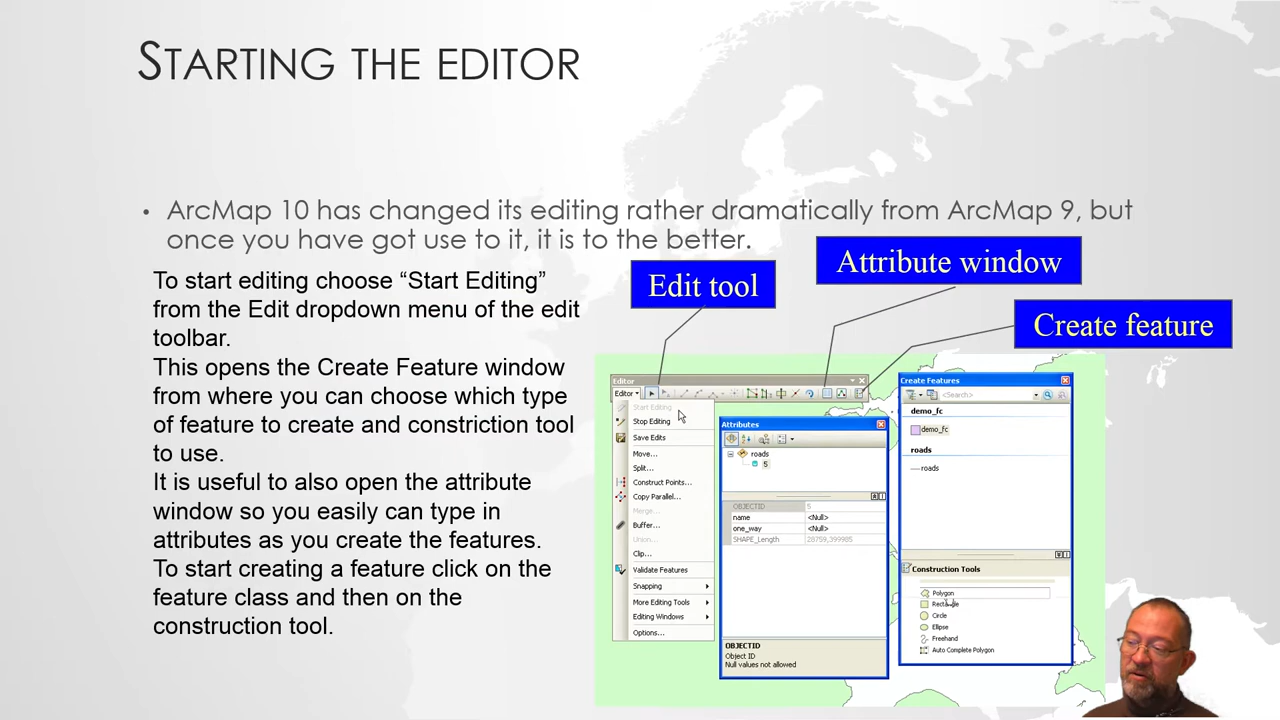 STARTING THE EDITOR
• ArcMap 10 has changed its editing rather dramatically from ArcMap 9, but
once you have got use to it, it is to the better.
To start editing choose “Start Editing”
from the Edit dropdown menu of the edit
toolbar.
This opens the Create Feature window
from where you can choose which type
of feature to create and constriction tool
to use.
It is useful to also open the attribute
window so you easily can type in
attributes as you create the features.
To start creating a feature click on the
feature class and then on the
construction tool.
Edit tool
Attribute window
Create feature
Editor
Editor
Start Editing
Stop Editing
Save Edits
Move...
Split...
Construct Points...
Copy Parallel...
Merge...
Buffer...
Union...
Clip...
Validate Features
Snapping
More Editing Tools
Editing Windows
Options...
Attributes
roads
5
OBJECTID 5
name <Null>
one_way <Null>
SHAPE_Length 28759,399985
OBJECTID
Object ID
Null values not allowed
Create Features
<Search>
demo_fc
demo_fc
roads
roads
Construction Tools
Polygon
Rectangle
Circle
Ellipse
Freehand
Auto Complete Polygon